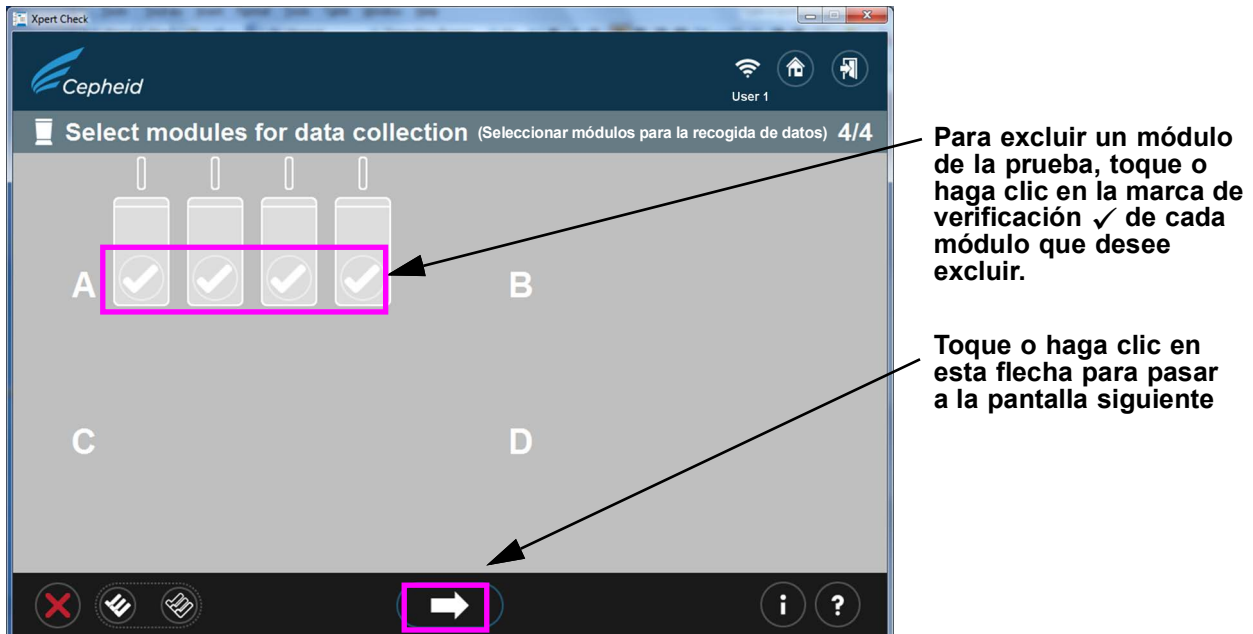 Xpert Check
Cepheid
User 1
Select modules for data collection (Seleccionar módulos para la recogida de datos) 4/4
A
B
C
D
i
?
Para excluir un módulo
de la prueba, toque o
haga clic en la marca de
verificación ✓ de cada
módulo que desee
excluir.
Toque o haga clic en
esta flecha para pasar
a la pantalla siguiente